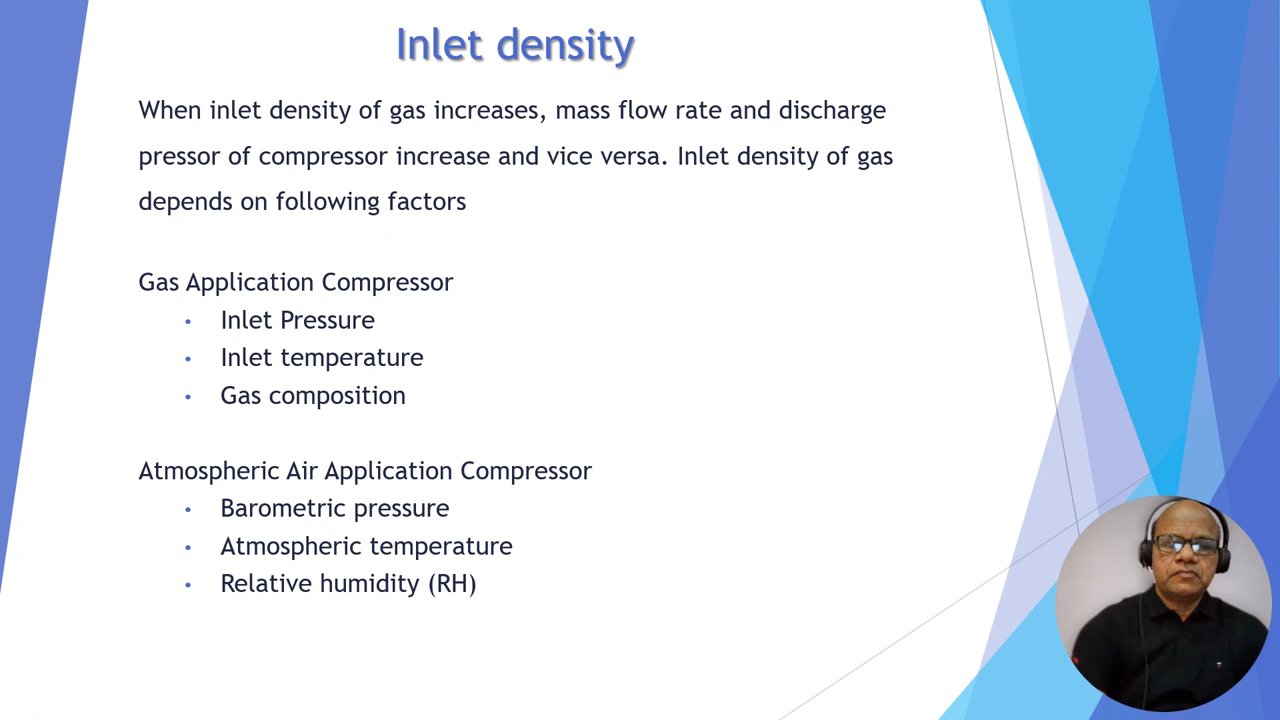 Inlet density
When inlet density of gas increases, mass flow rate and discharge
pressor of compressor increase and vice versa. Inlet density of gas
depends on following factors
Gas Application Compressor
• Inlet Pressure
• Inlet temperature
• Gas composition
Atmospheric Air Application Compressor
• Barometric pressure
• Atmospheric temperature
• Relative humidity (RH)